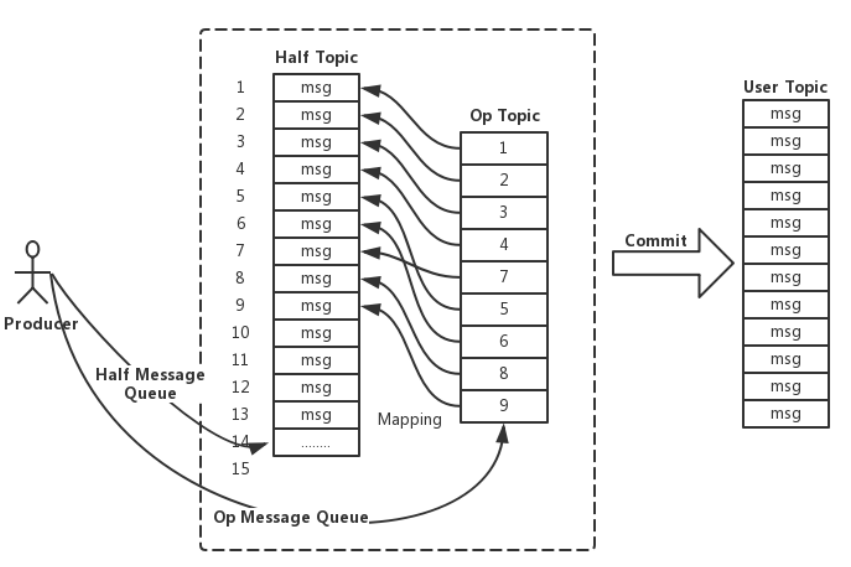 Half Topic
1
msg
2
msg
3
msg
4
msg
5
msg
6
msg
7
msg
8
msg
9
msg
10
msg
11
msg
12
msg
13
msg
14
........
15
Op Topic
1
2
3
4
7
5
6
8
9
Mapping
Producer
Half Message
Queue
Op Message Queue
Commit
User Topic
msg
msg
msg
msg
msg
msg
msg
msg
msg
msg
msg
msg